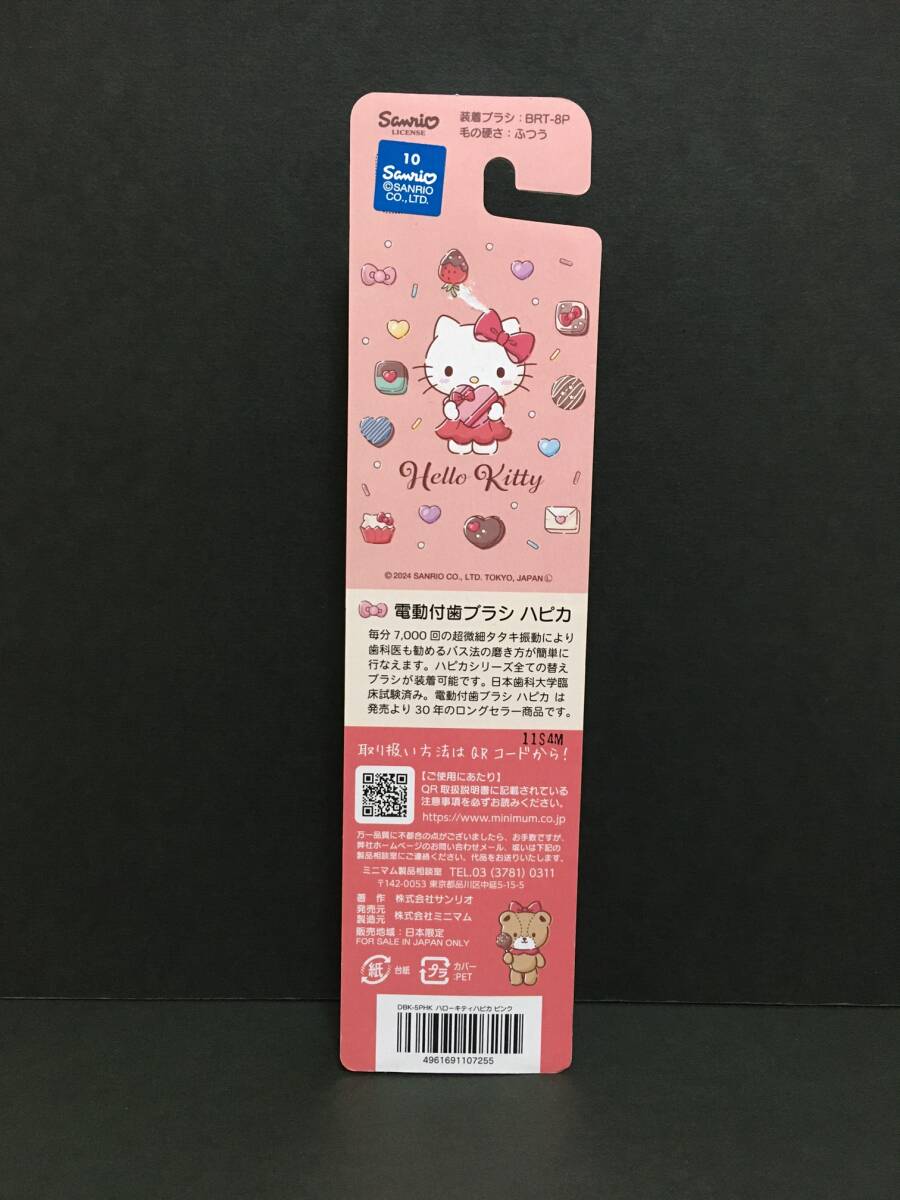 Sanrio
LICENSE
装着ブラシ：BRT-8P
毛の硬さ：ふつう
10
Sanrio
©SANRIO
CO., LTD.
Hello Kitty
©2024 SANRIO CO., LTD. TOKYO, JAPAN Ⓛ
電動付歯ブラシ ハピカ
毎分 7,000 回の超微細タタキ振動により
歯科医も勧めるバス法の磨き方が簡単に
行なえます。ハピカシリーズ全ての替え
ブラシが装着可能です。日本歯科大学臨
床試験済み。電動付歯ブラシ ハピカ は
発売より 30 年のロングセラー商品です。
11S4M
取り扱い方法は QR コードから！
【ご使用にあたり】
QR 取扱説明書に記載されている
注意事項を必ずお読みください。
https://www.minimum.co.jp
万一品質に不都合の点がございましたら、お手数ですが、
弊社ホームページのお問い合わせメール、或いは下記の
製品相談室にご連絡ください、代品をお送りいたします。
ミニマム製品相談室 TEL.03 (3781) 0311
〒142-0053 東京都品川区中延5-15-5
著 作 株式会社サンリオ
発売元
製造元 株式会社ミニマム
販売地域：日本限定
FOR SALE IN JAPAN ONLY
紙 台紙
プラ カバー
:PET
DBK-5PHK ハローキティハピカ ピンク
4961691107255